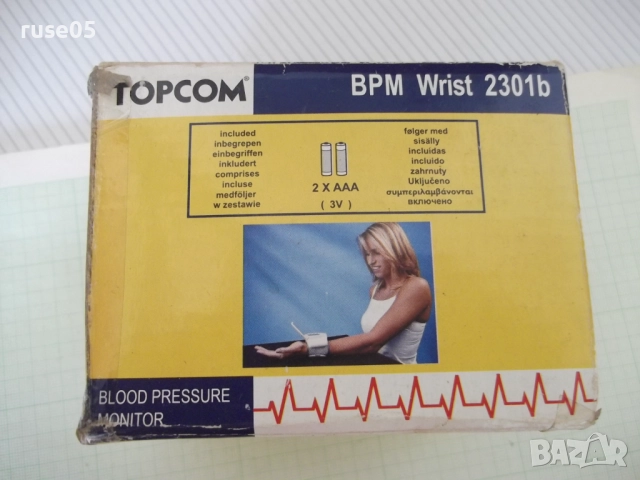 ruse05
TOPCOM®
BPM Wrist 2301b
included
inbegrepen
einbegriffen
inkludert
comprises
incluse
medföljer
w zestawie
2 X AAA
( 3V )
følger med
sisälly
incluidas
incluido
zahrnuty
Uključeno
συμπεριλαμβάνονται
включено
BLOOD PRESSURE
MONITOR
BAZAR